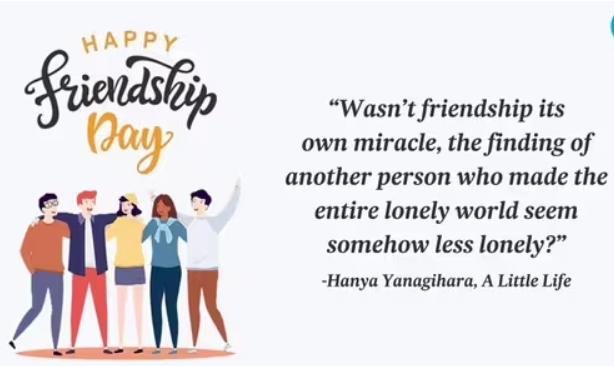 HAPPY
Friendship
Day
“Wasn’t friendship its
own miracle, the finding of
another person who made the
entire lonely world seem
somehow less lonely?”
-Hanya Yanagihara, A Little Life